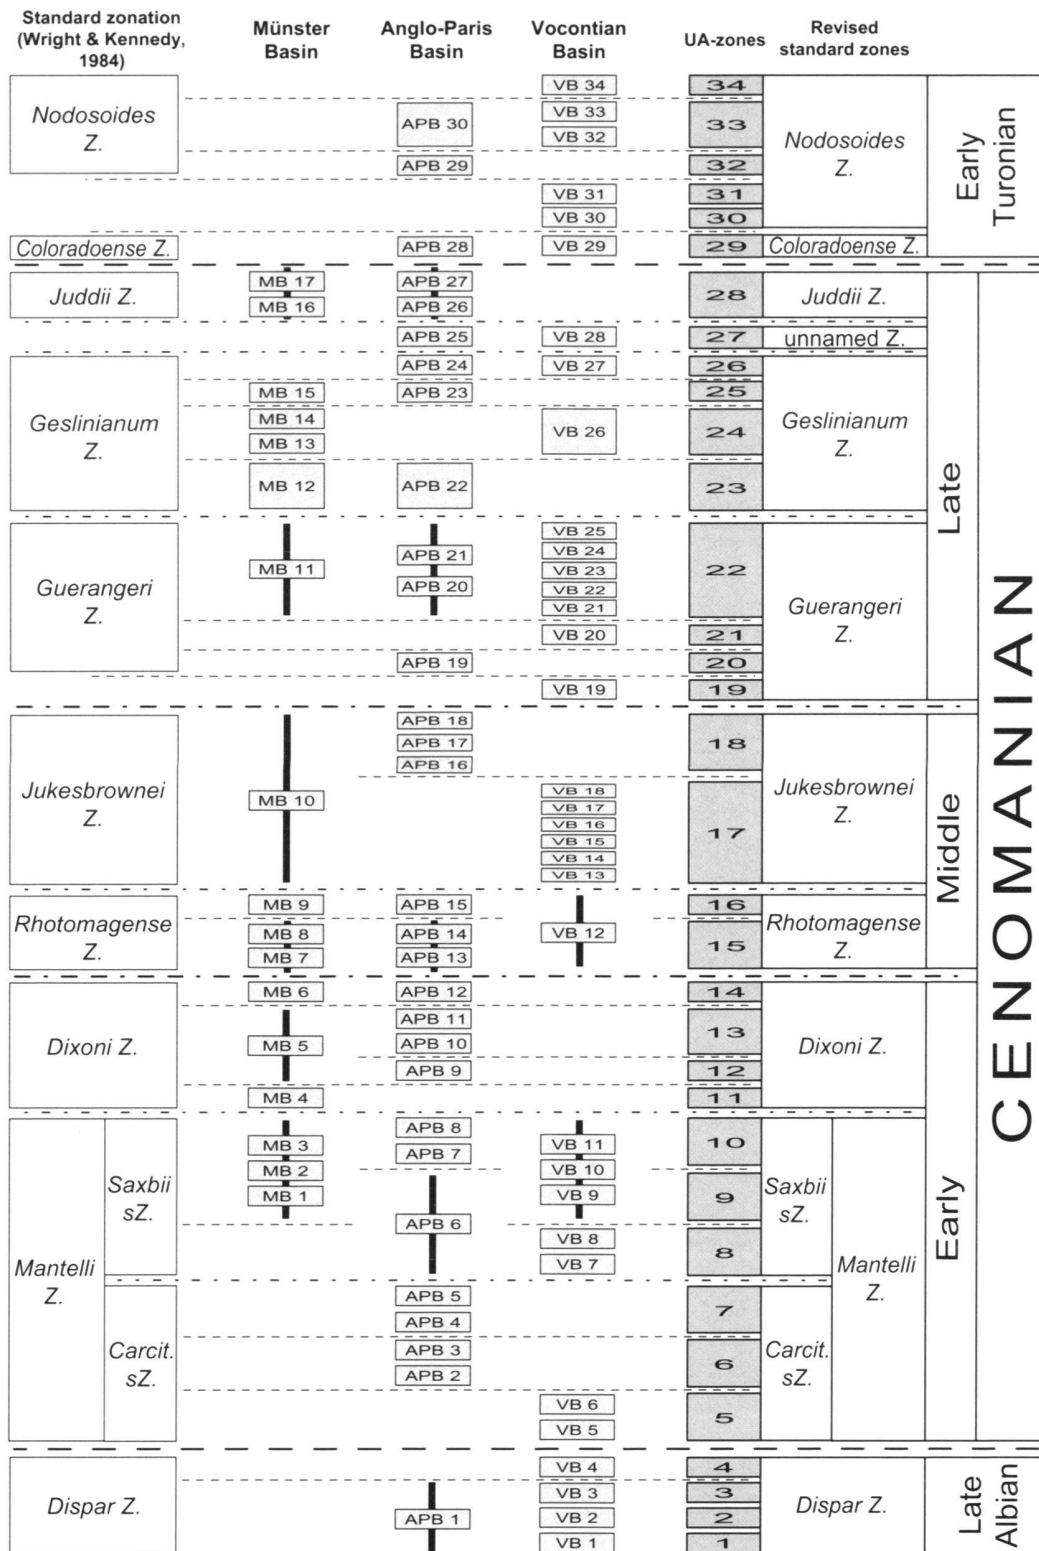 Standard zonation
(Wright & Kennedy,
1984)
Münster
Basin
Anglo-Paris
Basin
Vocontian
Basin
UA-zones
Revised
standard zones
Nodosoides
Z.
VB 34
34
APB 30
VB 33
VB 32
33
APB 29
32
VB 31
31
VB 30
30
Nodosoides
Z.
Early
Turonian
Coloradoense Z.
APB 28
VB 29
29
Coloradoense Z.
Juddii Z.
MB 17
APB 27
MB 16
APB 26
28
Juddii Z.
APB 25
VB 28
27
unnamed Z.
Geslinianum
Z.
APB 24
VB 27
26
MB 15
APB 23
25
MB 14
MB 13
VB 26
24
MB 12
APB 22
23
Geslinianum
Z.
Late
Guerangeri
Z.
MB 11
APB 21
APB 20
VB 25
VB 24
VB 23
VB 22
VB 21
22
VB 20
21
APB 19
20
VB 19
19
Guerangeri
Z.
Jukesbrownei
Z.
MB 10
APB 18
APB 17
APB 16
18
VB 18
VB 17
VB 16
VB 15
VB 14
VB 13
17
Jukesbrownei
Z.
Middle
CENOMANIAN
Rhotomagense
Z.
MB 9
APB 15
16
MB 8
APB 14
VB 12
MB 7
APB 13
15
Rhotomagense
Z.
Dixoni Z.
MB 6
APB 12
14
MB 5
APB 11
APB 10
13
APB 9
12
MB 4
11
Dixoni Z.
Early
Mantelli
Z.
Saxbii
sZ.
MB 3
MB 2
MB 1
APB 8
APB 7
APB 6
VB 11
VB 10
VB 9
VB 8
VB 7
10
9
8
Saxbii
sZ.
Mantelli
Z.
Carcit.
sZ.
APB 5
APB 4
7
APB 3
APB 2
6
VB 6
VB 5
5
Carcit.
sZ.
Dispar Z.
APB 1
VB 4
4
VB 3
3
VB 2
2
VB 1
1
Dispar Z.
Late
Albian